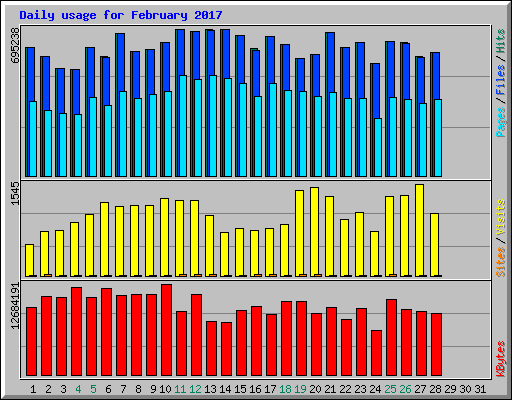 Daily usage for February 2017
695238
Pages / Files / Hits
1545
Sites / Visits
12684191
KBytes
1 2 3 4 5 6 7 8 9 10 11 12 13 14 15 16 17 18 19 20 21 22 23 24 25 26 27 28 29 30 31